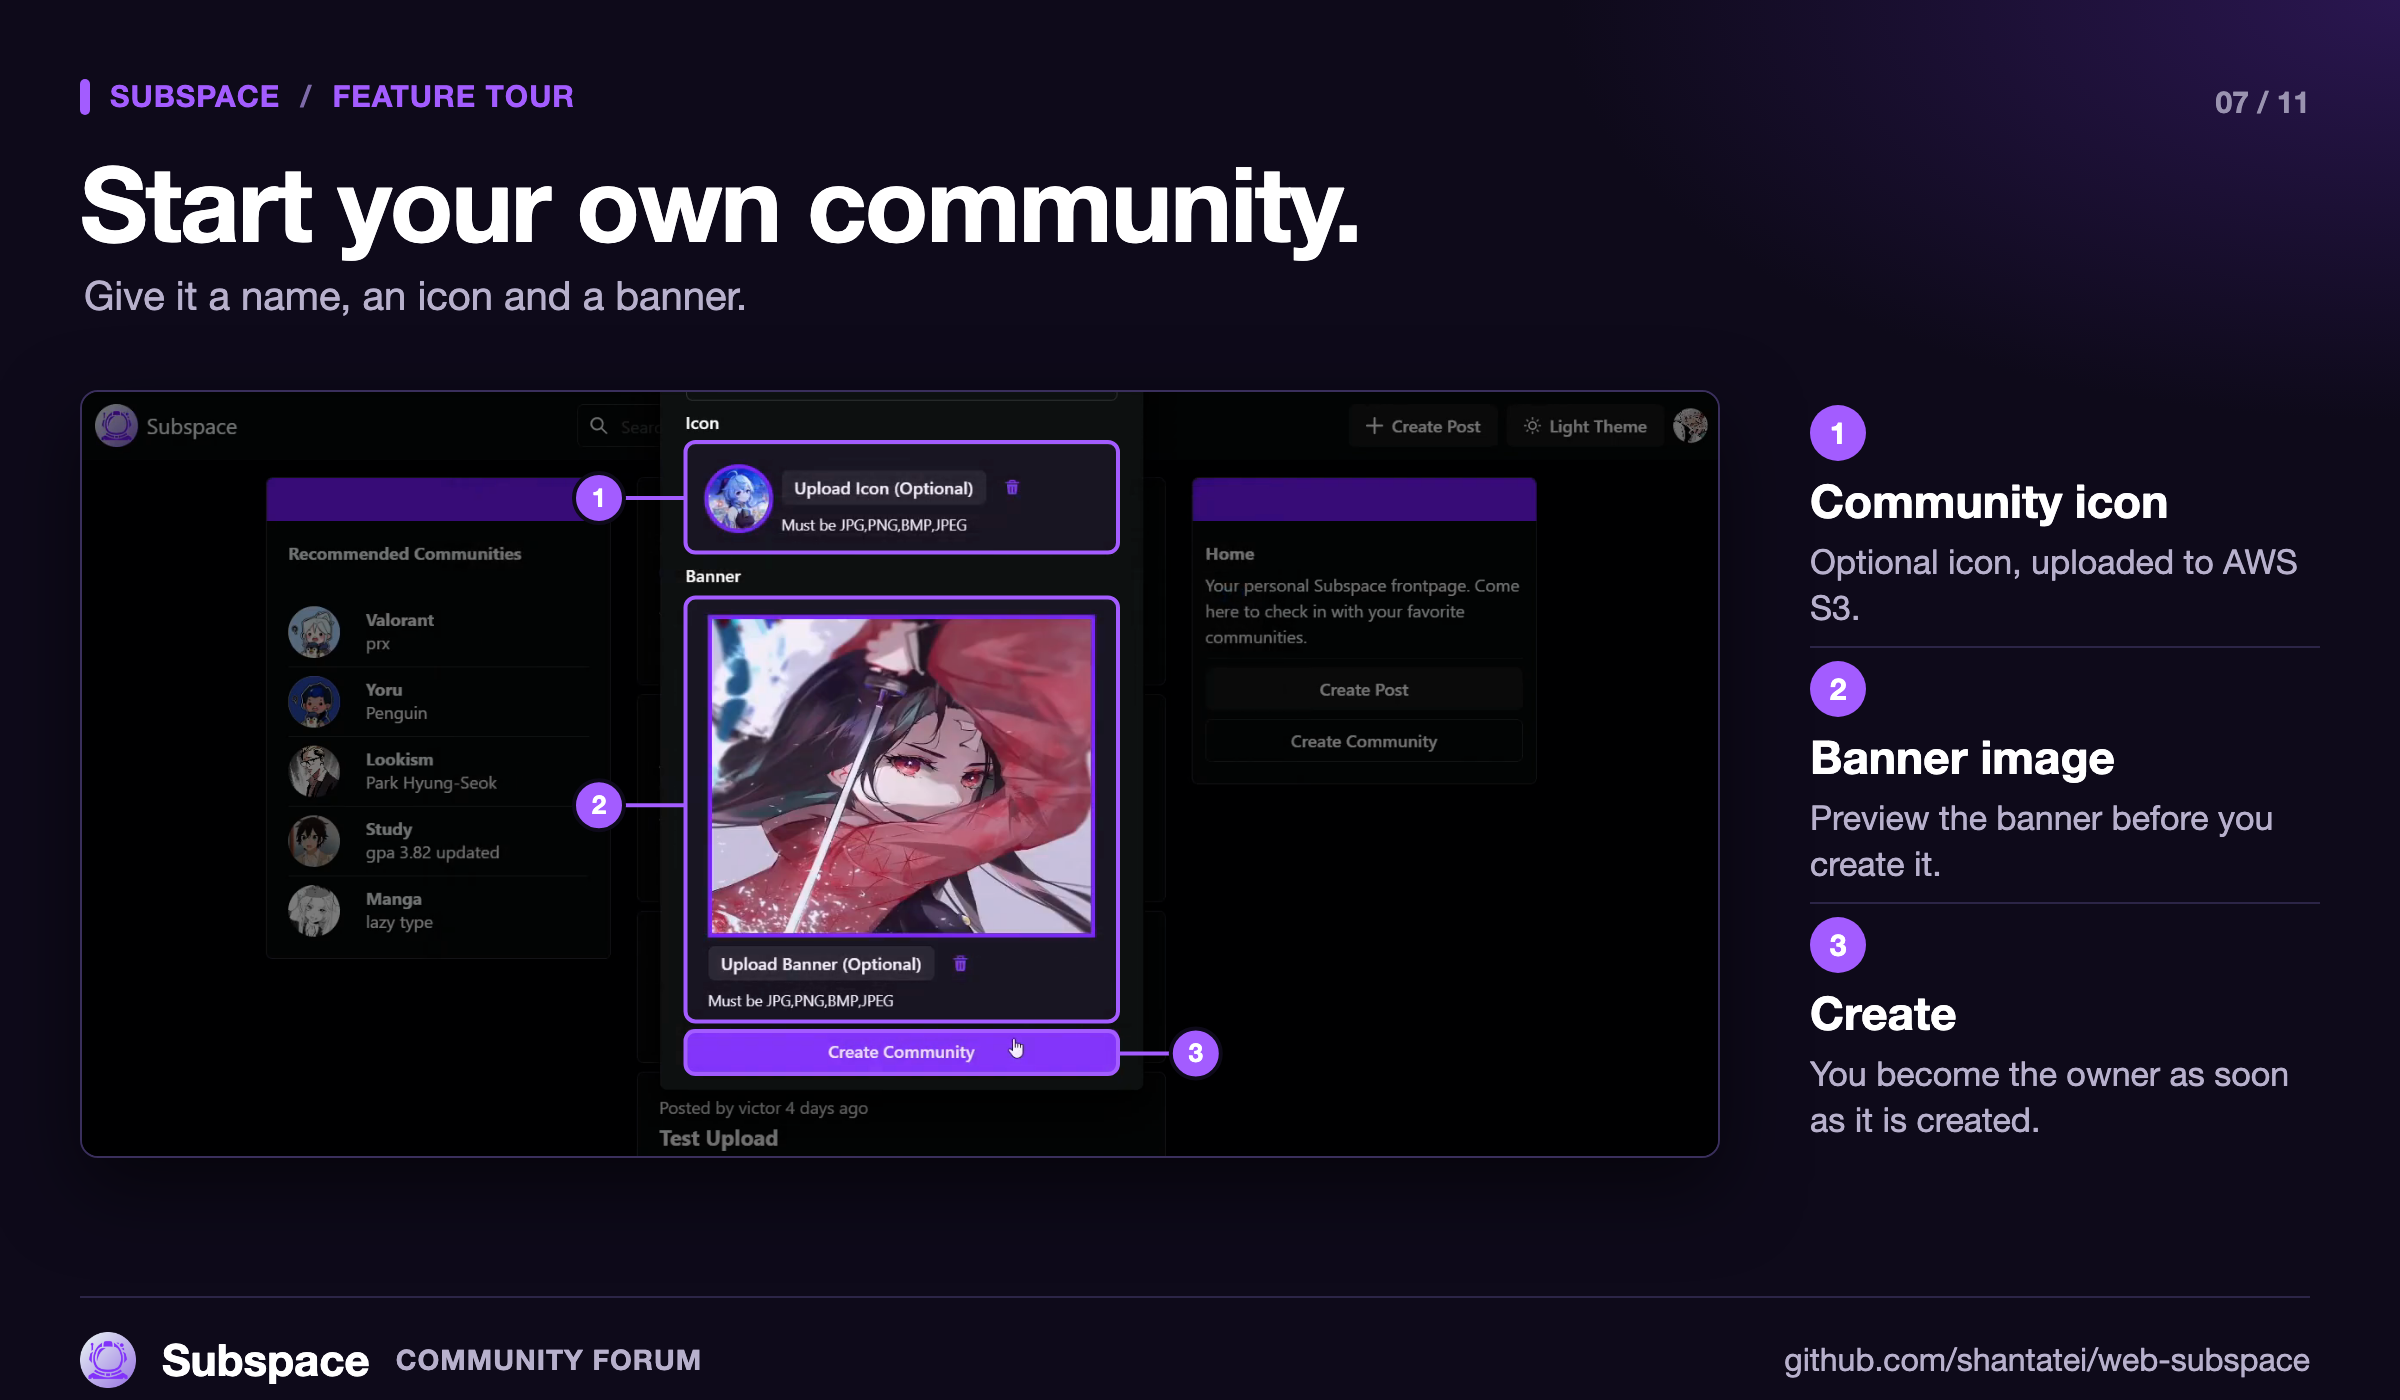 SUBSPACE / FEATURE TOUR
07 / 11
Start your own community.
Give it a name, an icon and a banner.
Subspace
Searc
Create Post
Light Theme
Icon
1
Upload Icon (Optional)
Must be JPG,PNG,BMP,JPEG
Banner
2
Upload Banner (Optional)
Must be JPG,PNG,BMP,JPEG
Create Community
3
Recommended Communities
Valorant
prx
Yoru
Penguin
Lookism
Park Hyung-Seok
Study
gpa 3.82 updated
Manga
lazy type
Home
Your personal Subspace frontpage. Come
here to check in with your favorite
communities.
Create Post
Create Community
Posted by victor 4 days ago
Test Upload
1
Community icon
Optional icon, uploaded to AWS
S3.
2
Banner image
Preview the banner before you
create it.
3
Create
You become the owner as soon
as it is created.
Subspace COMMUNITY FORUM
github.com/shantatei/web-subspace